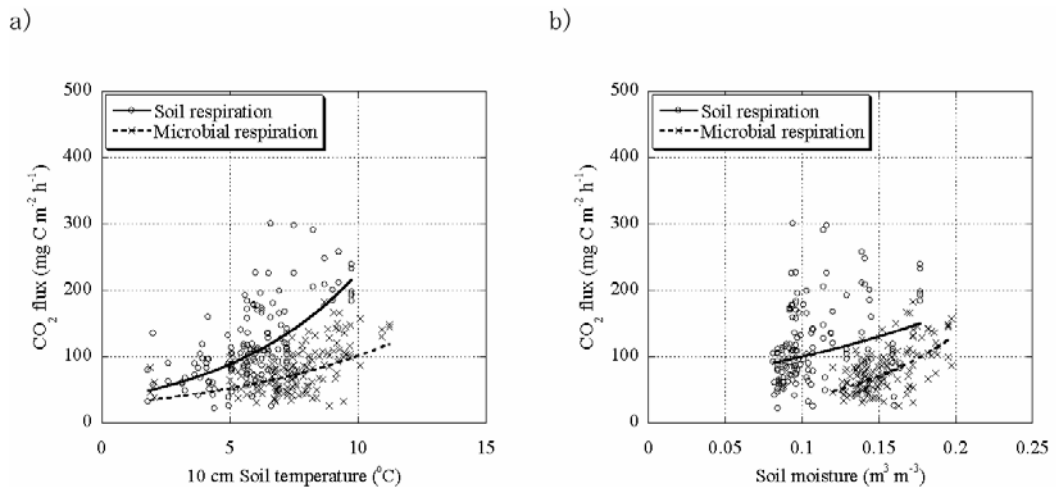 a)
500
400
300
200
100
0
CO₂ flux (mg C m⁻² h⁻¹)
Soil respiration
Microbial respiration
0 5 10 15
10 cm Soil temperature (⁰C)
b)
500
400
300
200
100
0
CO₂ flux (mg C m⁻² h⁻¹)
Soil respiration
Microbial respiration
0 0.05 0.1 0.15 0.2 0.25
Soil moisture (m³ m⁻³)